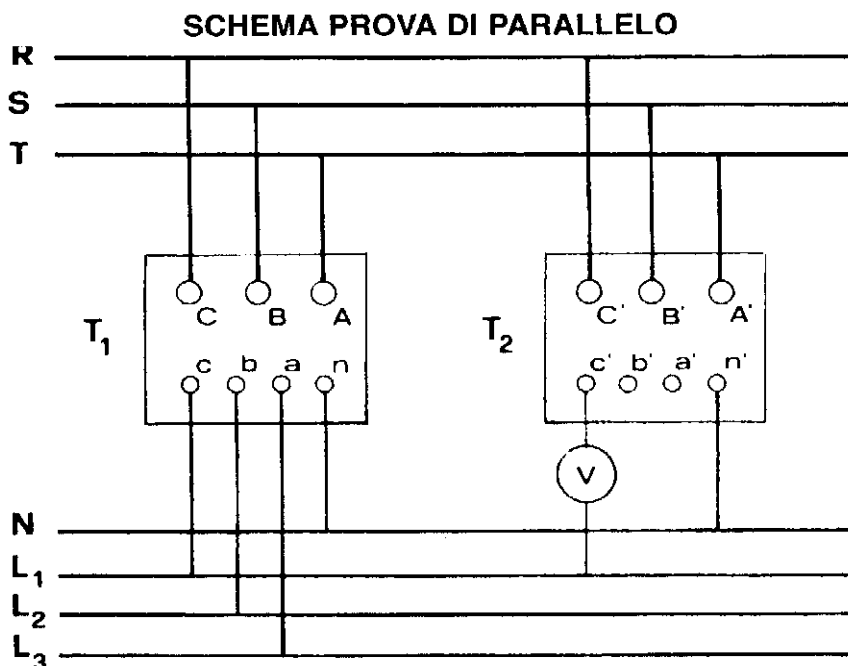 SCHEMA PROVA DI PARALLELO
R
S
T
C B A
C' B' A'
T1
T2
c b a n
c' b' a' n'
V
N
L1
L2
L3